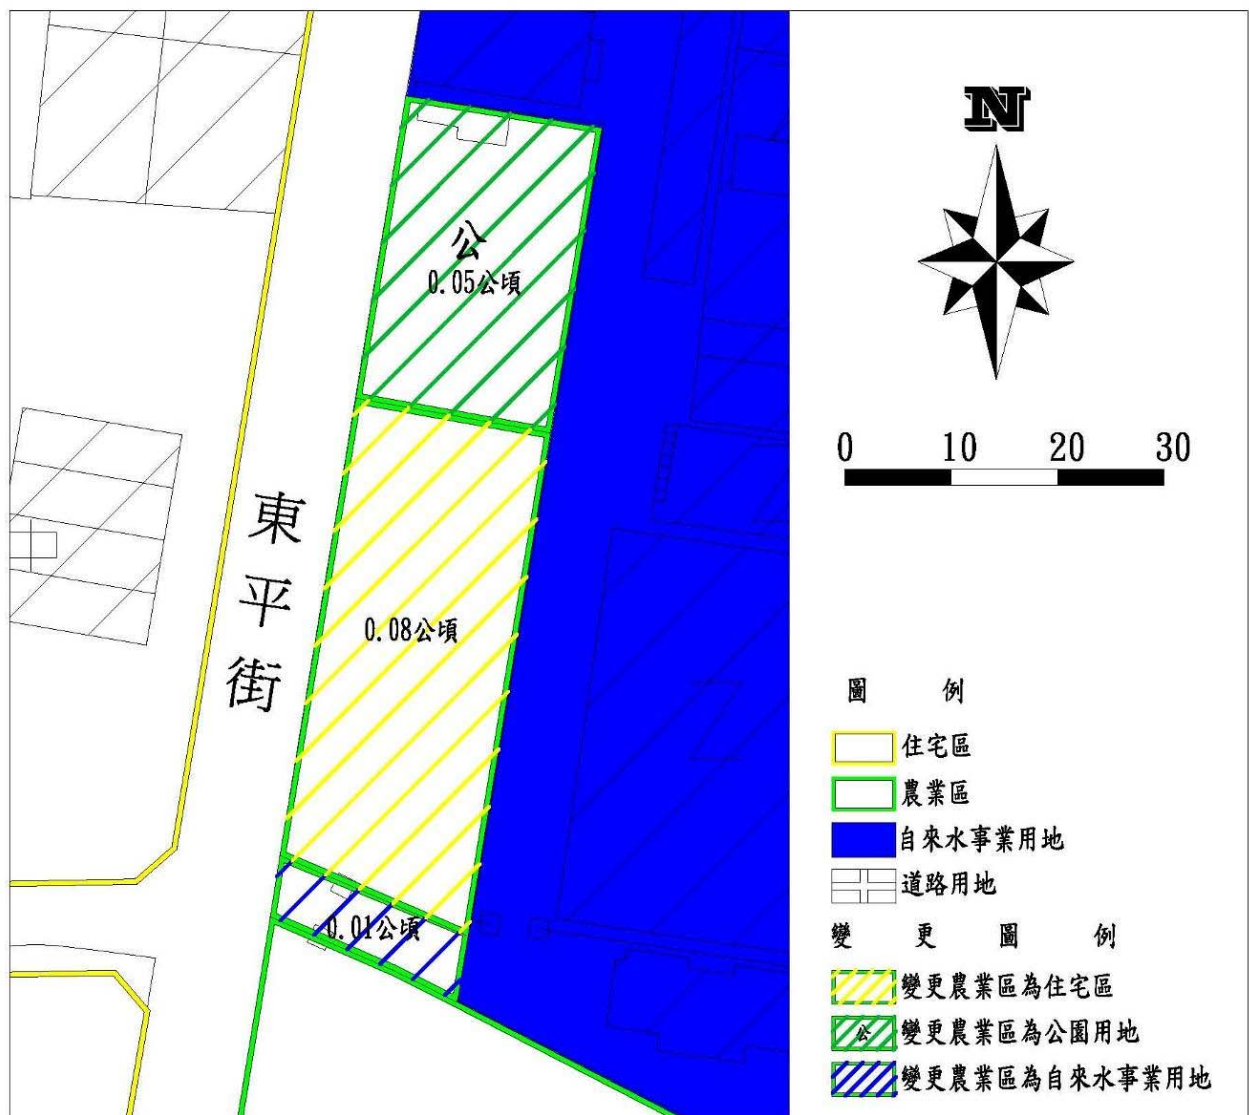 N
公
0.05公頃
0 10 20 30
東平街
0.08公頃
0.01公頃
圖 例
住宅區
農業區
自來水事業用地
道路用地
變 更 圖 例
變更農業區為住宅區
公
變更農業區為公園用地
變更農業區為自來水事業用地